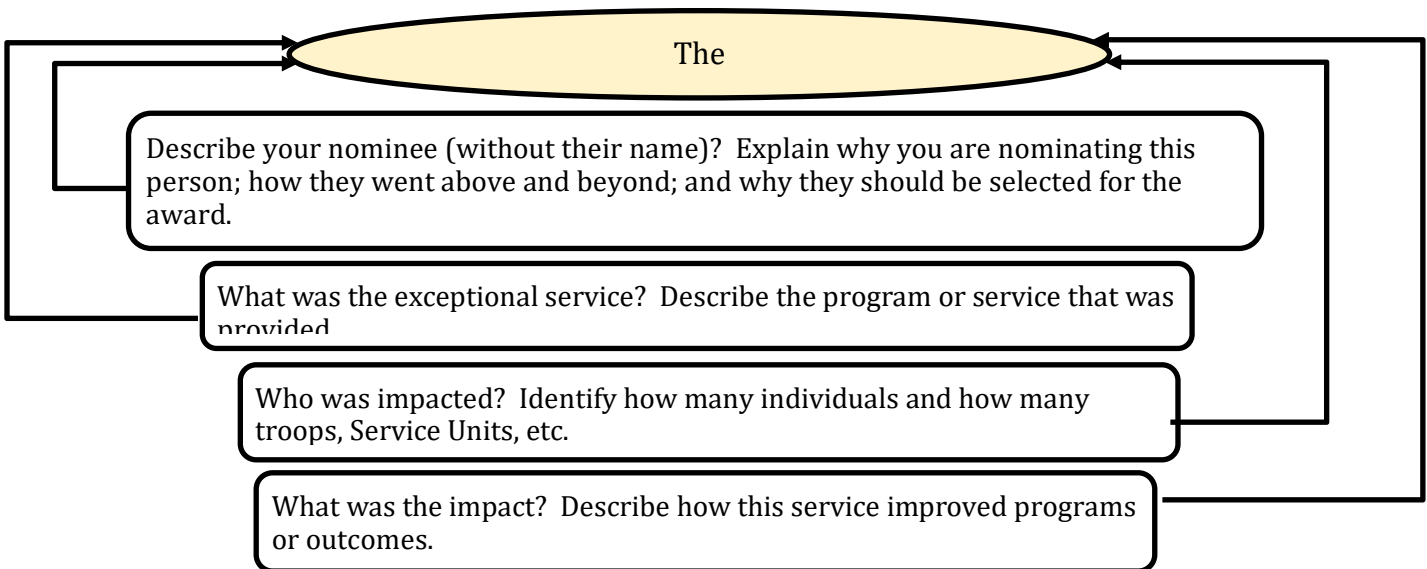 The
Describe your nominee (without their name)?  Explain why you are nominating this
person; how they went above and beyond; and why they should be selected for the
award.
What was the exceptional service?  Describe the program or service that was
provided
Who was impacted?  Identify how many individuals and how many
troops, Service Units, etc.
What was the impact?  Describe how this service improved programs
or outcomes.